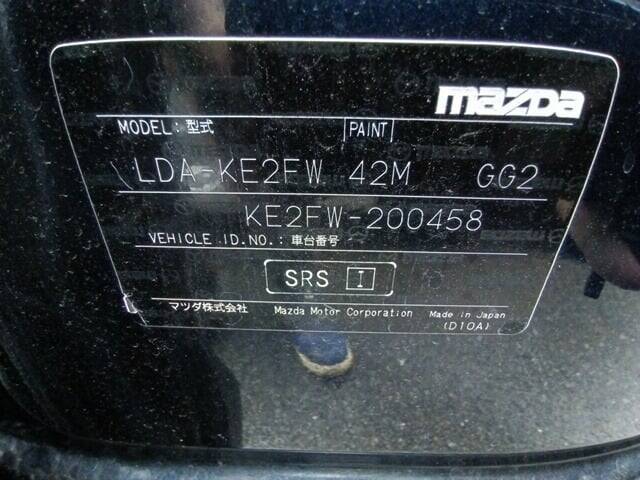 mazda
MODEL:型式 PAINT
LDA-KE2FW 42M GG2
KE2FW-200458
VEHICLE ID.NO.:車台番号
SRS I
マツダ株式会社 Mazda Motor Corporation Made in Japan
(D10A)